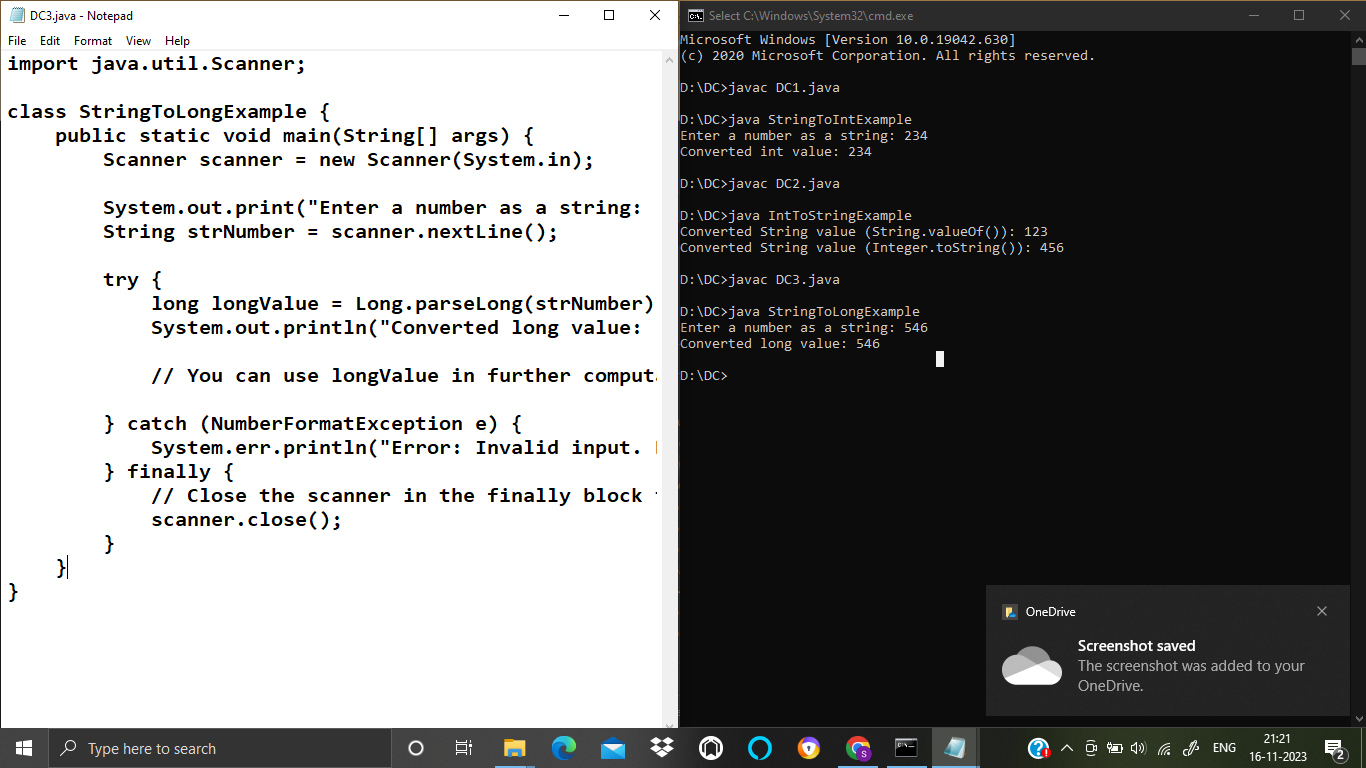 DC3.java - Notepad
File Edit Format View Help
import java.util.Scanner;
class StringToLongExample {
public static void main(String[] args) {
Scanner scanner = new Scanner(System.in);
System.out.print("Enter a number as a string:
String strNumber = scanner.nextLine();
try {
long longValue = Long.parseLong(strNumber)
System.out.println("Converted long value:
// You can use longValue in further
} catch (NumberFormatException e) {
System.err.println("Error: Invalid input.
} finally {
// Close the scanner in the finally block
scanner.close();
}
}
}
Select C:\Windows\System32\cmd.exe
Microsoft Windows [Version 10.0.19042.630]
(c) 2020 Microsoft Corporation. All rights reserved.
D:\DC>javac DC1.java
D:\DC>java StringToIntExample
Enter a number as a string: 234
Converted int value: 234
D:\DC>javac DC2.java
D:\DC>java IntToStringExample
Converted String value (String.valueOf()): 123
Converted String value (Integer.toString()): 456
D:\DC>javac DC3.java
D:\DC>java StringToLongExample
Enter a number as a string: 546
Converted long value: 546
D:\DC>
OneDrive
Screenshot saved
The screenshot was added to your
OneDrive.
Type here to search
S
ENG
21:21
16-11-2023
2